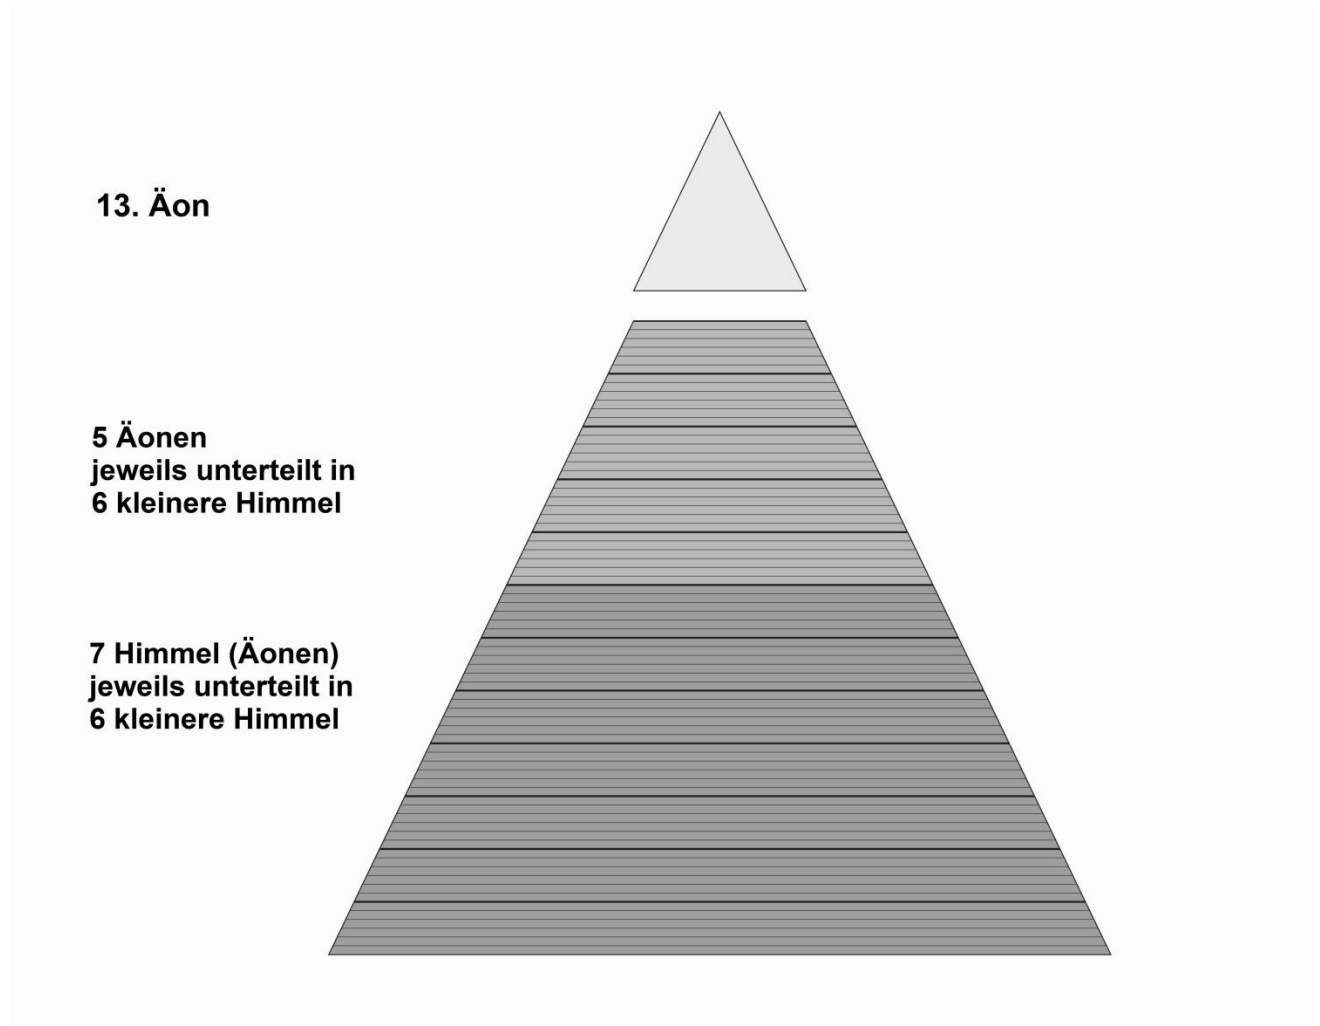 13. Äon
5 Äonen
jeweils unterteilt in
6 kleinere Himmel
7 Himmel (Äonen)
jeweils unterteilt in
6 kleinere Himmel